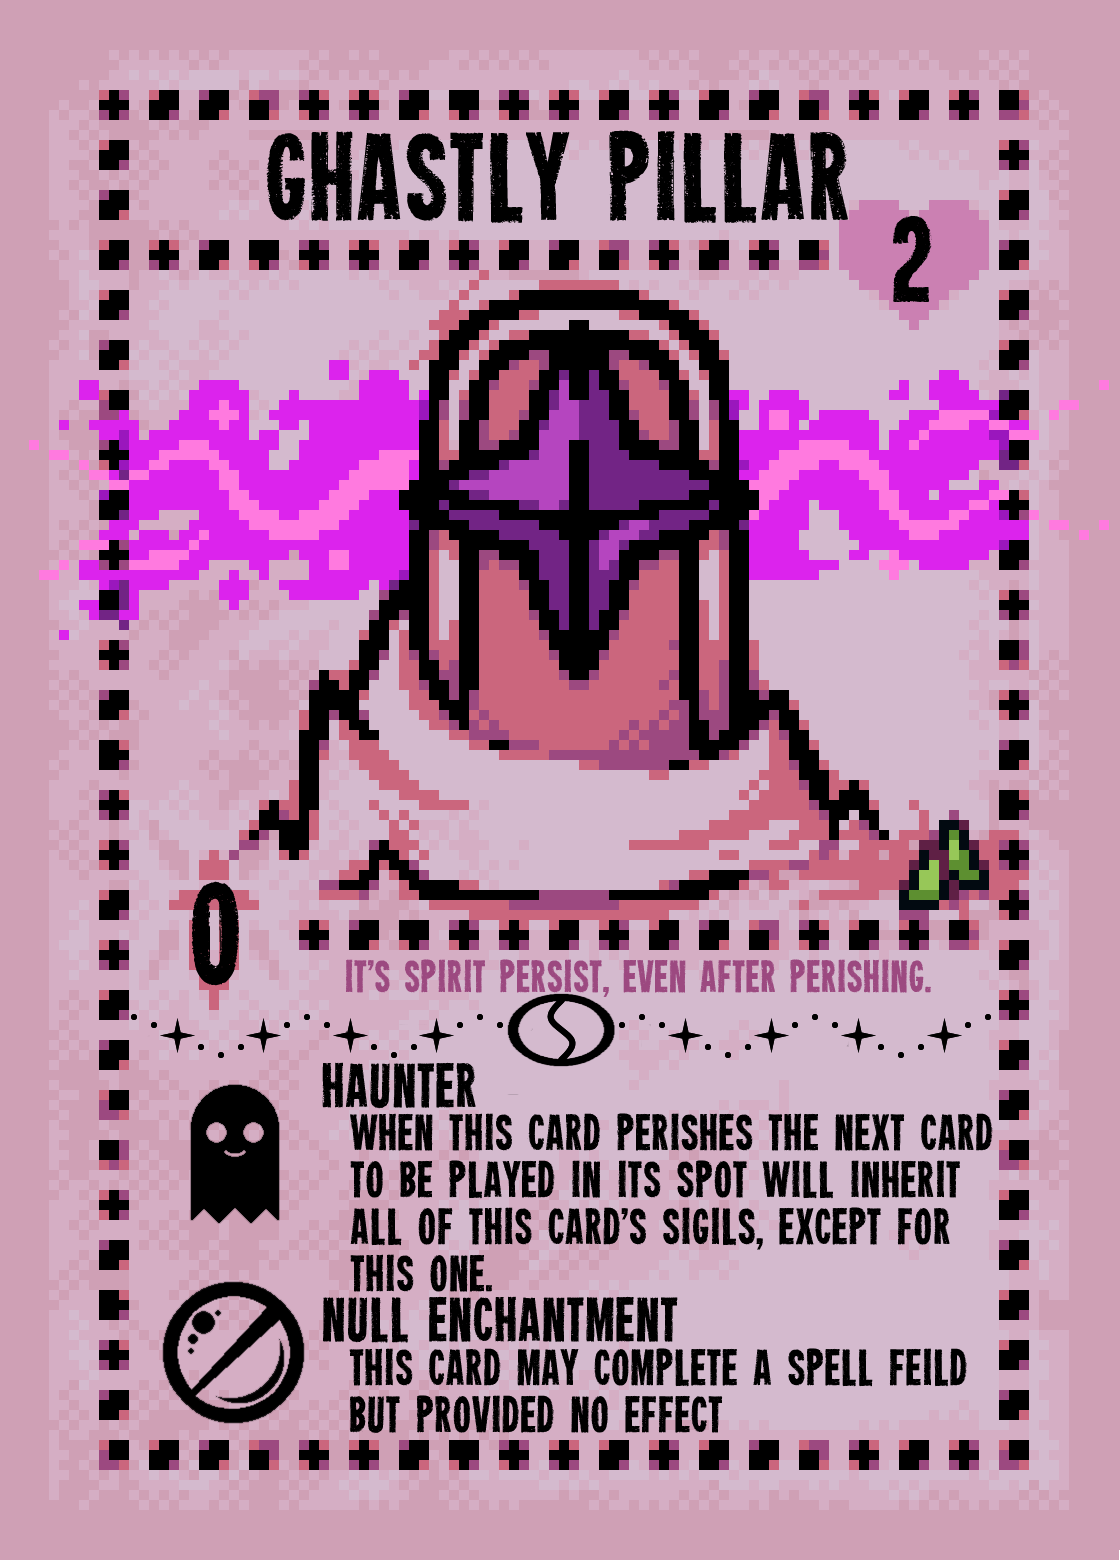 GHASTLY PILLAR
2
0
IT'S SPIRIT PERSIST, EVEN AFTER PERISHING.
HAUNTER
WHEN THIS CARD PERISHES THE NEXT CARD
TO BE PLAYED IN ITS SPOT WILL INHERIT
ALL OF THIS CARD'S SIGILS, EXCEPT FOR
THIS ONE.
NULL ENCHANTMENT
THIS CARD MAY COMPLETE A SPELL FEILD
BUT PROVIDED NO EFFECT